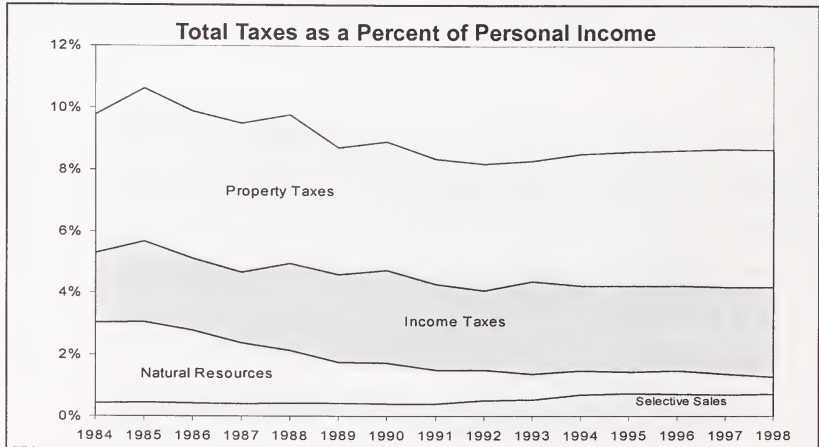 Total Taxes as a Percent of Personal Income
12%
10%
8%
6%
4%
2%
0%
Property Taxes
Income Taxes
Natural Resources
Selective Sales
1984 1985 1986 1987 1988 1989 1990 1991 1992 1993 1994 1995 1996 1997 1998